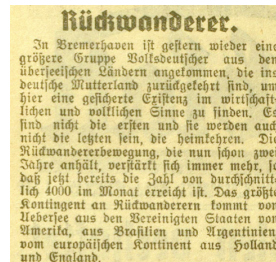 Rückwanderer.
In Bremerhaven ist gestern wieder eine
größere Gruppe Volksdeutscher aus den
überseeischen Ländern angekommen, die ins
deutsche Mutterland zurückgekehrt sind, um
hier eine gesicherte Existenz im wirtschaft-
lichen und volklichen Sinne zu finden. Es
sind nicht die ersten und sie werden auch
nicht die letzten sein, die heimkehren. Die
Rückwandererbewegung, die nun schon zwei
Jahre anhält, verstärkt sich immer mehr, so
daß jetzt bereits die Zahl von durchschnitt-
lich 4000 im Monat erreicht ist. Das größte
Kontingent an Rückwanderern kommt von
Uebersee aus den Vereinigten Staaten von
Amerika, aus Brasilien und Argentinien,
vom europäischen Kontinent aus Holland
und England.